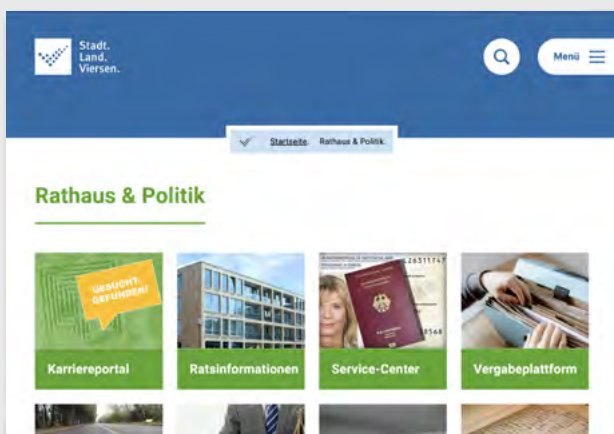 Stadt.
Land.
Viersen.
Menü
Startseite. Rathaus & Politik.
Rathaus & Politik
GESUCHT.
GEFUNDEN!
Karriereportal
Ratsinformationen
Service-Center
Vergabeplattform